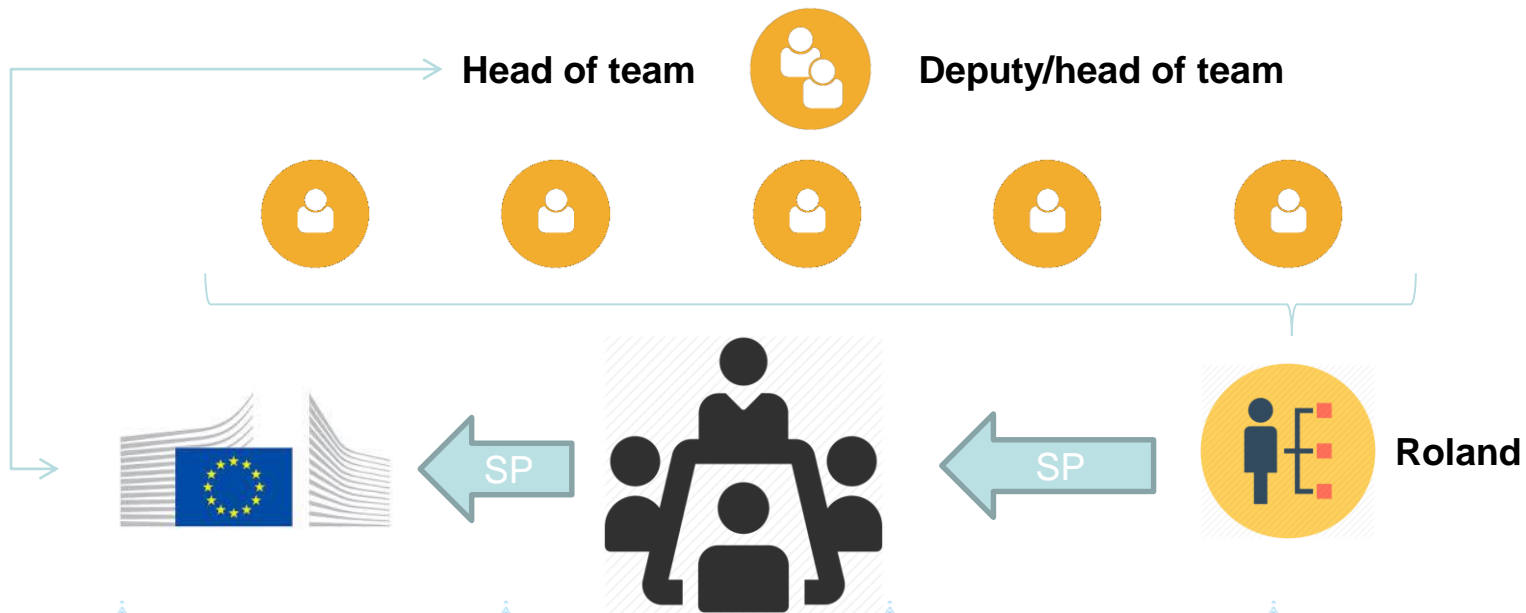 Head of team
Deputy/head of team
SP
SP
Roland